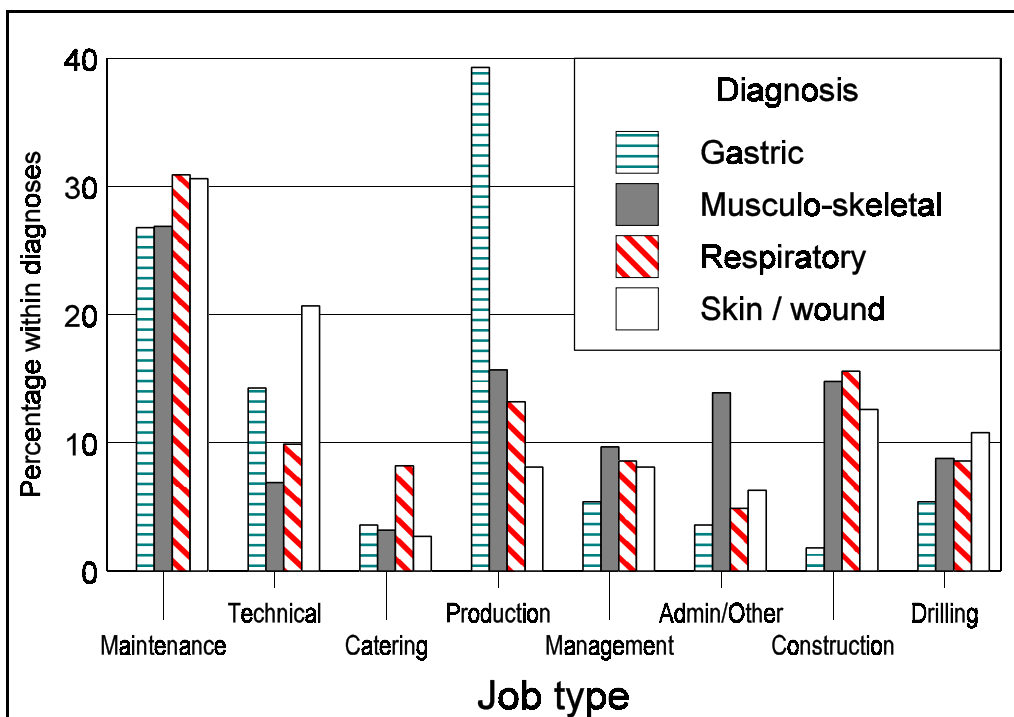 40
30
20
10
0
Percentage within diagnoses
Diagnosis
Gastric
Musculo-skeletal
Respiratory
Skin / wound
Technical
Production
Admin/Other
Drilling
Maintenance
Catering
Management
Construction
Job type